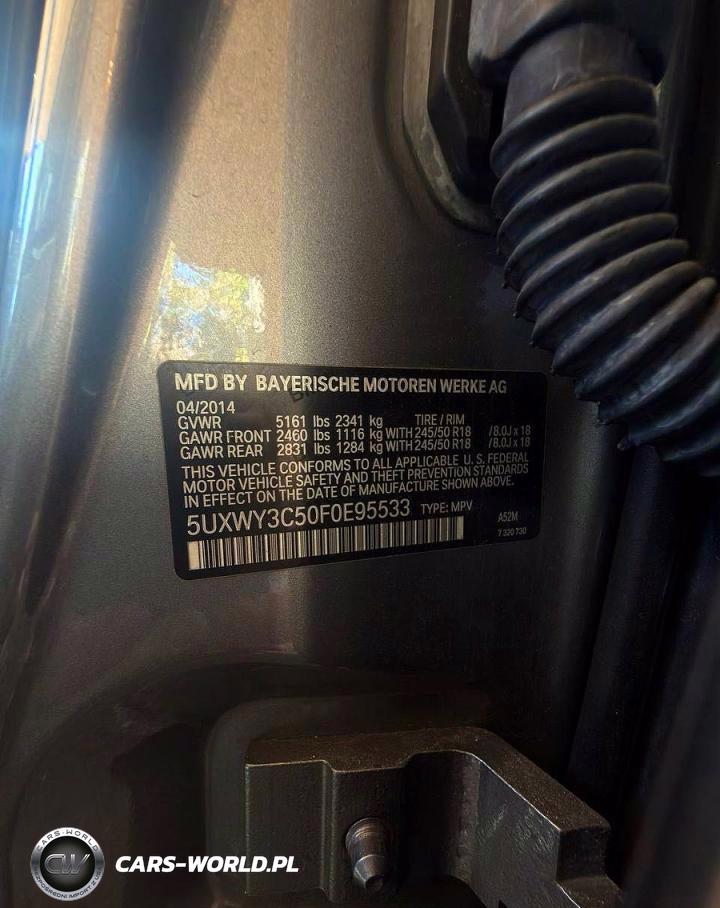 MFD BY BAYERISCHE MOTOREN WERKE AG
04/2014
GVWR 5161 lbs 2341 kg TIRE / RIM
GAWR FRONT 2460 lbs 1116 kg WITH 245/50 R18 /8.0J x 18
GAWR REAR 2831 lbs 1284 kg WITH 245/50 R18 /8.0J x 18
THIS VEHICLE CONFORMS TO ALL APPLICABLE U.S. FEDERAL
MOTOR VEHICLE SAFETY AND THEFT PREVENTION STANDARDS
IN EFFECT ON THE DATE OF MANUFACTURE SHOWN ABOVE.
5UXWY3C50F0E95533 TYPE: MPV
A52M
7 320 730
CARS-WORLD
CW
CARS-WORLD.PL